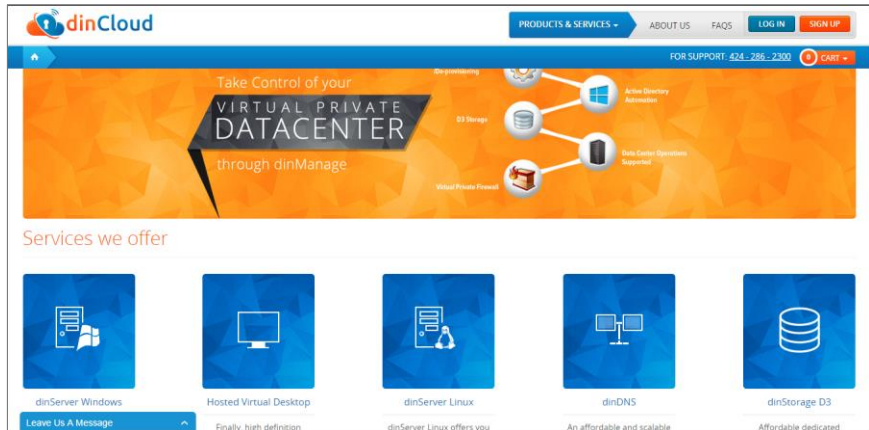 dinCloud
PRODUCTS & SERVICES
ABOUT US
FAQS
LOG IN
SIGN UP
FOR SUPPORT: 424 - 286 - 2300
0
CART
Take Control of your
VIRTUAL PRIVATE
DATACENTER
through dinManage
(De-provisioning
Active Directory
Automation
D3 Storage
Data Center Operations
Supported
Virtual Private Firewall
Services we offer
dinServer Windows
Hosted Virtual Desktop
dinServer Linux
dinDNS
dinStorage D3
Leave Us A Message
Finally, high definition
dinServer Linux offers you
An affordable and scalable
Affordable dedicated